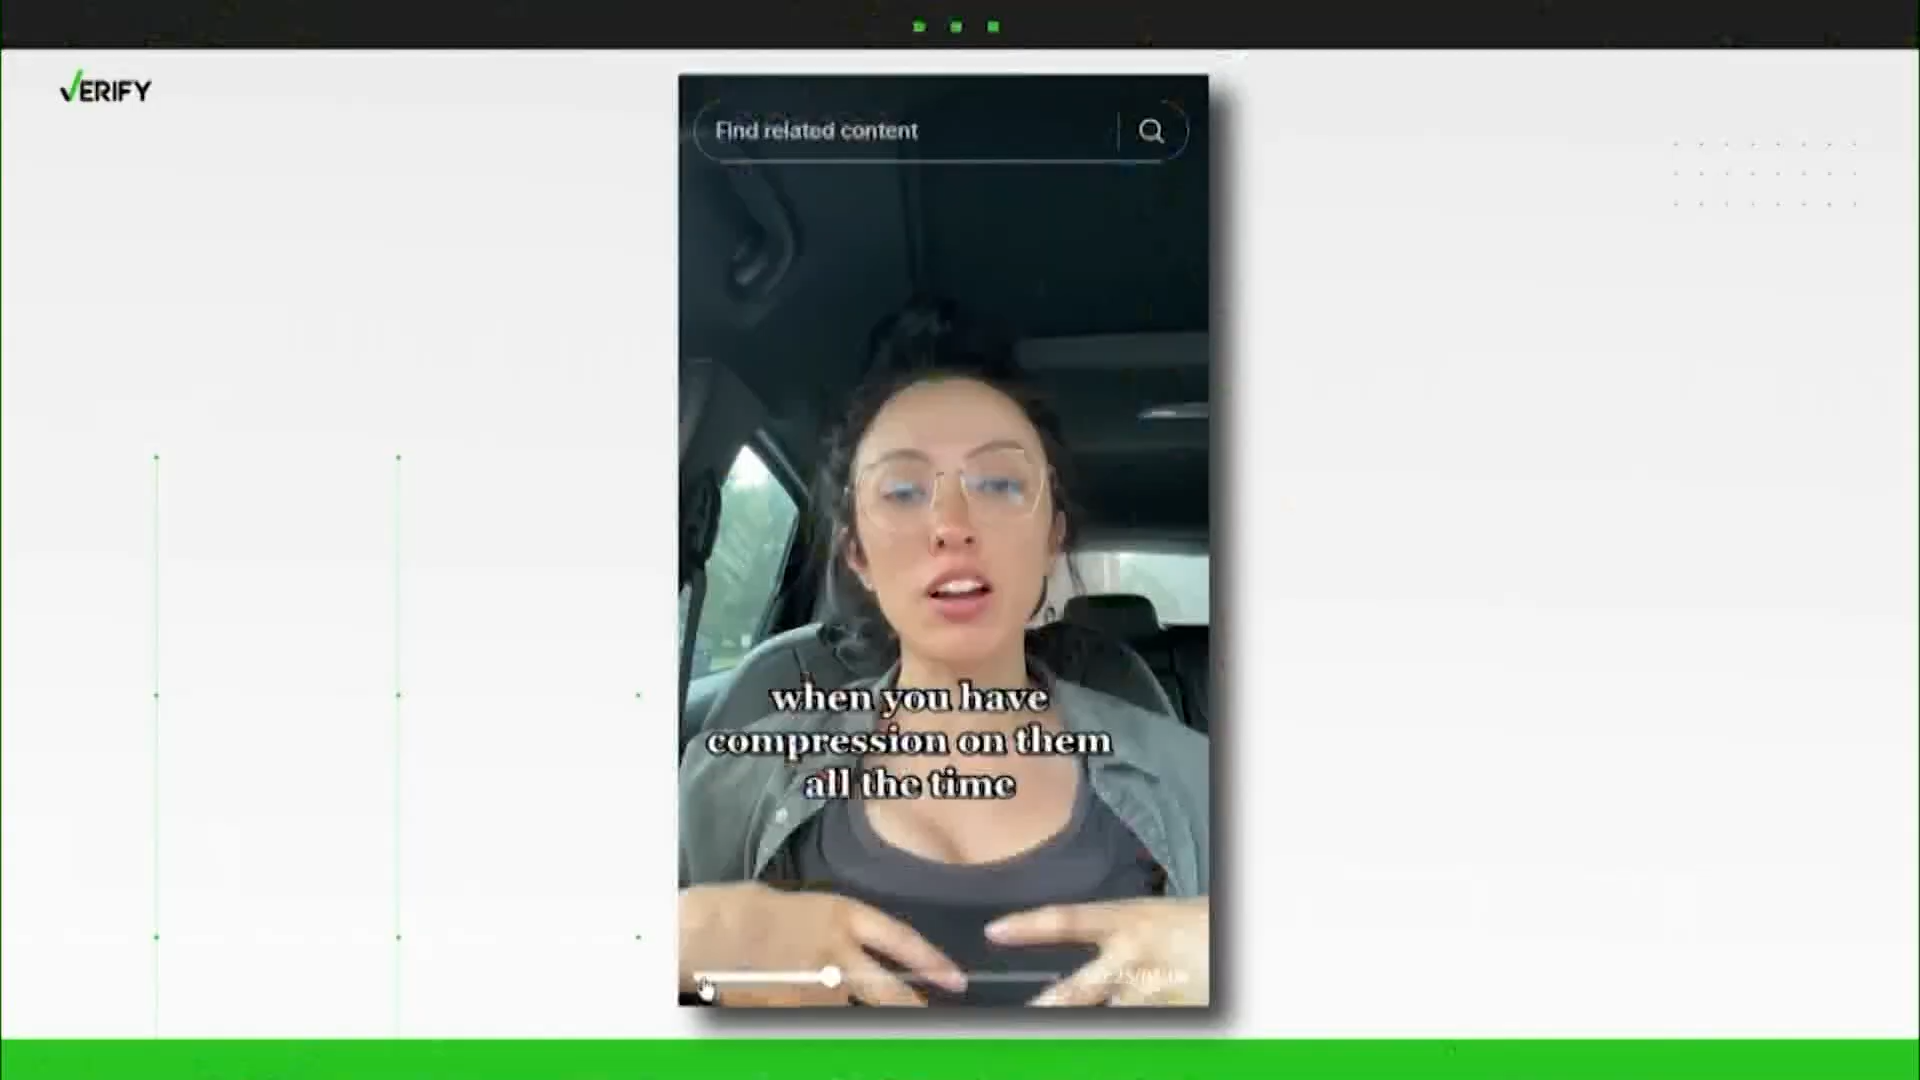 VERIFY
Find related content
when you have
compression on them
all the time